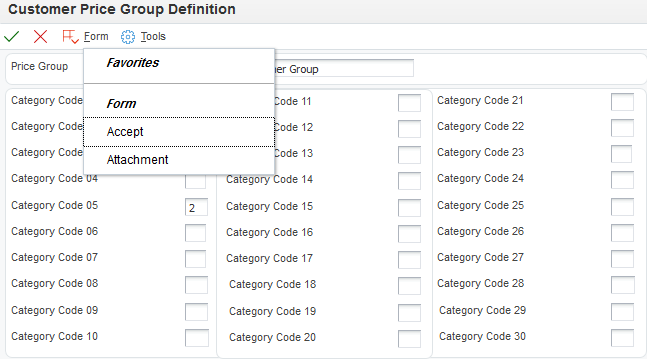 Customer Price Group Definition
Form Tools
Price Group
er Group
Favorites
Form
Accept
Attachment
Category Code
Category Code
Category Code
Category Code 04
Category Code 05 2
Category Code 06
Category Code 07
Category Code 08
Category Code 09
Category Code 10
Code 11
Code 12
Code 13
Category Code 14
Category Code 15
Category Code 16
Category Code 17
Category Code 18
Category Code 19
Category Code 20
Category Code 21
Category Code 22
Category Code 23
Category Code 24
Category Code 25
Category Code 26
Category Code 27
Category Code 28
Category Code 29
Category Code 30